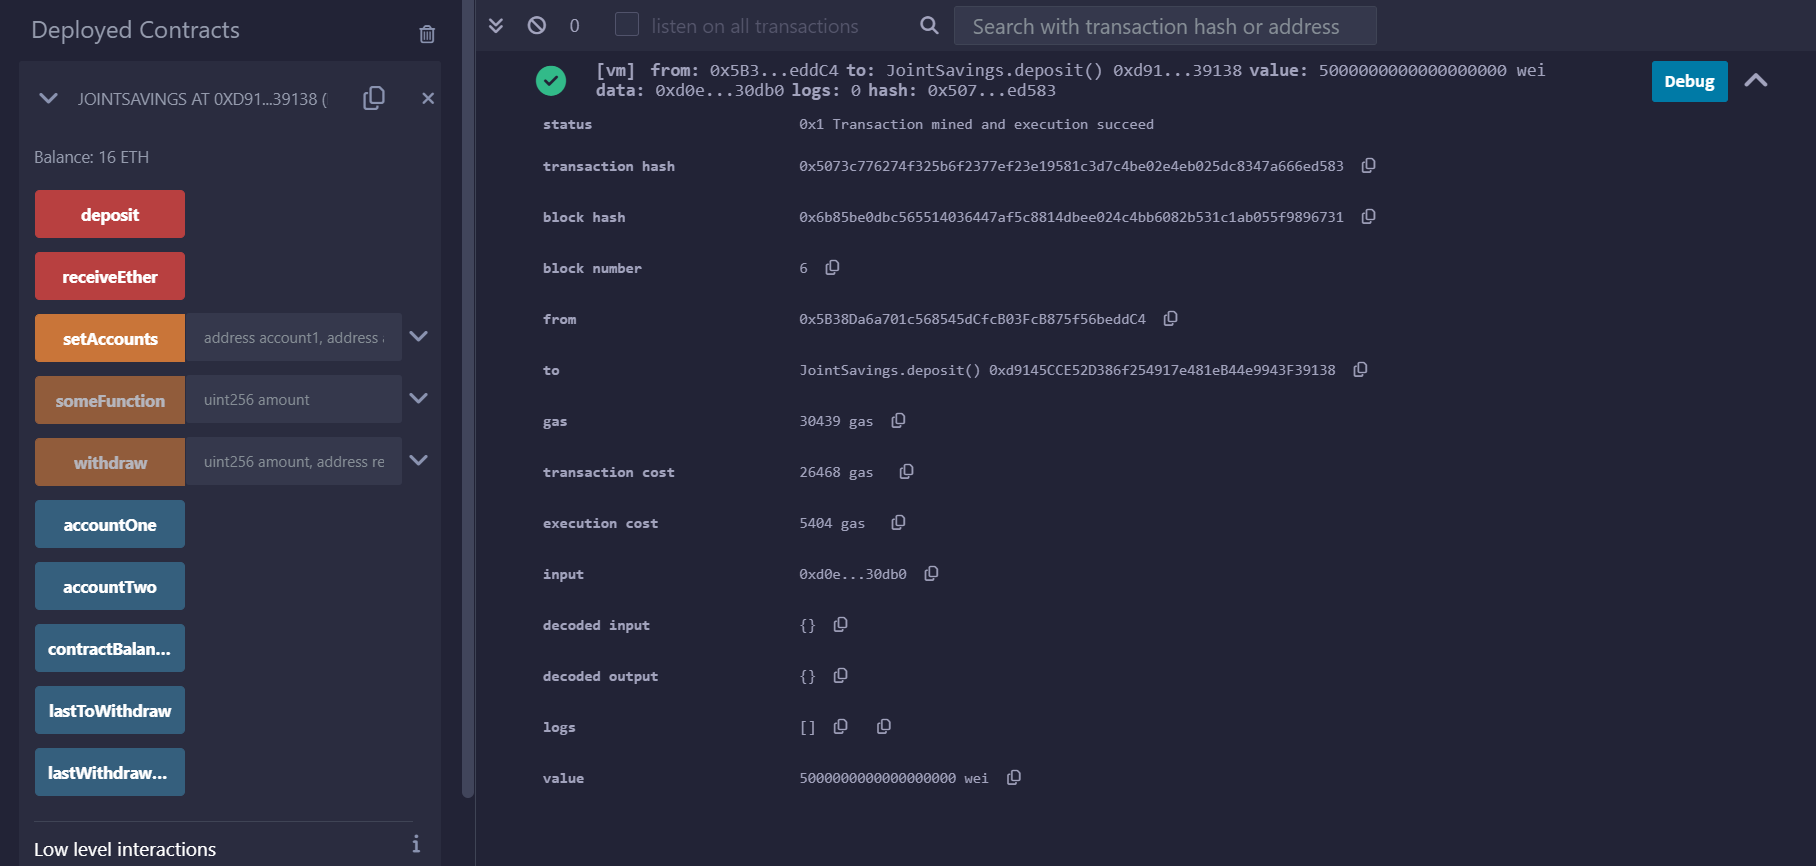 Deployed Contracts
JOINTSAVINGS AT 0XD91...39138 (
Balance: 16 ETH
deposit
receiveEther
setAccounts
address account1, address
someFunction
uint256 amount
withdraw
uint256 amount, address re
accountOne
accountTwo
contractBalan...
lastToWithdraw
lastWithdraw...
Low level interactions
i
0
listen on all transactions
Search with transaction hash or address
[vm] from: 0x5B3...eddC4 to: JointSavings.deposit() 0xd91...39138 value: 5000000000000000000 wei
data: 0xd0e...30db0 logs: 0 hash: 0x507...ed583
Debug
status 0x1 Transaction mined and execution succeed
transaction hash 0x5073c776274f325b6f2377ef23e19581c3d7c4be02e4eb025dc8347a666ed583
block hash 0x6b85be0dbc565514036447af5c8814dbee024c4bb6082b531c1ab055f9896731
block number 6
from 0x5B38Da6a701c568545dCfcB03FcB875f56beddC4
to JointSavings.deposit() 0xd9145CCE52D386f254917e481eB44e9943F39138
gas 30439 gas
transaction cost 26468 gas
execution cost 5404 gas
input 0xd0e...30db0
decoded input {}
decoded output {}
logs []
value 5000000000000000000 wei